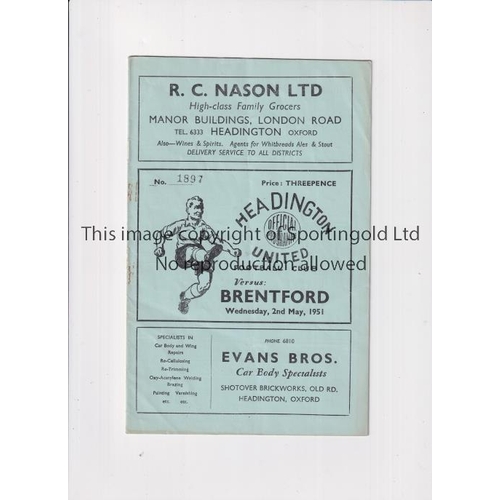 R. C. NASON LTD
High-class Family Grocers
MANOR BUILDINGS, LONDON ROAD
TEL. 6333 HEADINGTON OXFORD
Also—Wines & Spirits. Agents for Whitbreads Ales & Stout
DELIVERY SERVICE TO ALL DISTRICTS
No. 1897 Price: THREEPENCE
HEADINGTON
OFFICIAL
UNITED
FOOTBALL CLUB
This image copyright of Sportingold Ltd
No reproduction allowed
Versus:
BRENTFORD
Wednesday, 2nd May, 1951
SPECIALISTS IN
Car Body and Wing
Repairs
Re-Cellulosing
Re-Trimming
Oxy-Acetylene Welding
Brazing
Painting Varnishing
etc. etc.
PHONE 6810
EVANS BROS.
Car Body Specialists
SHOTOVER BRICKWORKS, OLD RD.
HEADINGTON, OXFORD